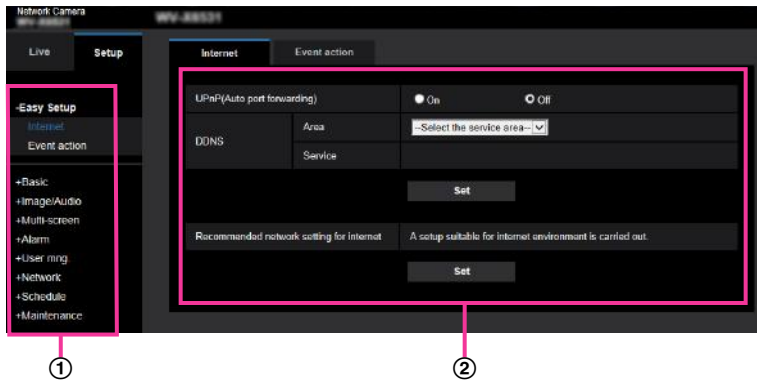 Network Camera
Live
Setup
Internet
Event action
-Easy Setup
Internet
Event action
+Basic
+Image/Audio
+Multi-screen
+Alarm
+User mng.
+Network
+Schedule
+Maintenance
UPnP(Auto port forwarding)
On
Off
DDNS
Area
--Select the service area--
Service
Set
Recommended network setting for internet
A setup suitable for internet environment is carried out.
Set
①
②